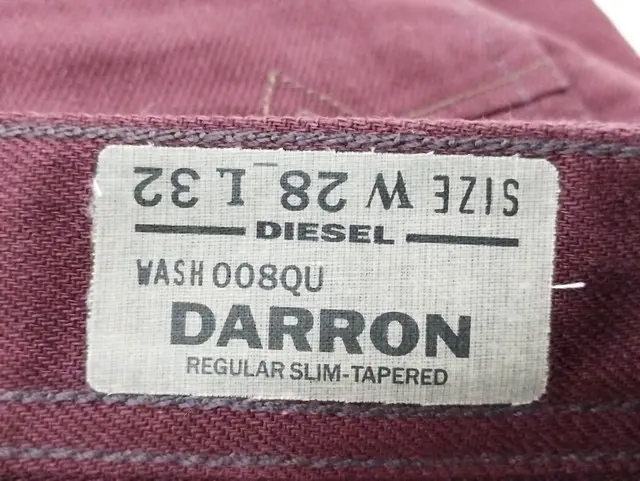 SIZE W 28 L 32
DIESEL
WASH 008QU
DARRON
REGULAR SLIM-TAPERED